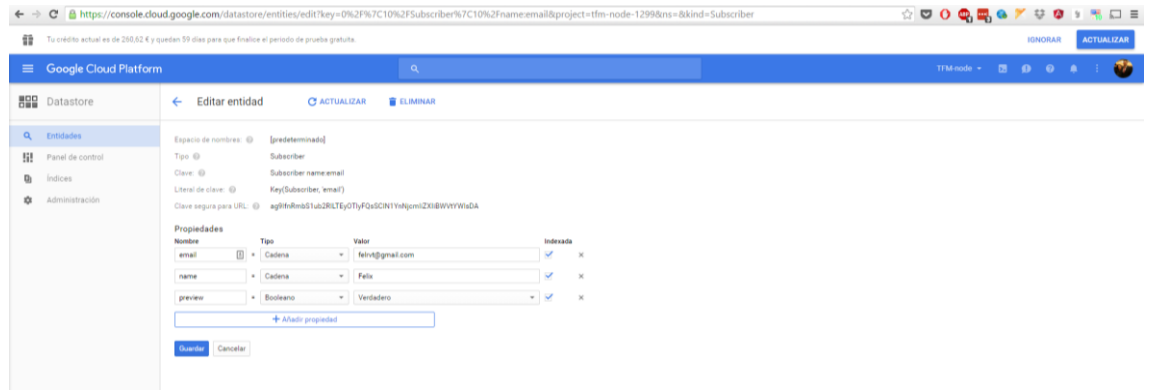 https://console.cloud.google.com/datastore/entities/edit?key=0%2F%7C10%2FSubscriber%7C10%2Fname:email&project=tfm-node-1299&ns=&kind=Subscriber
Tu crédito actual es de 260,62 € y quedan 59 días para que finalice el periodo de prueba gratuita. IGNORAR ACTUALIZAR
Google Cloud Platform TFM-node
Datastore Editar entidad ACTUALIZAR ELIMINAR
Entidades
Panel de control
Índices
Administración
Espacio de nombres: [predeterminado]
Tipo Subscriber
Clave: Subscriber name:email
Literal de clave: Key(Subscriber, 'email')
Clave segura para URL:
Propiedades
Nombre Tipo Valor Indexada
email * Cadena felrvt@gmail.com
name * Cadena Felix
preview * Booleano Verdadero
+ Añadir propiedad
Guardar Cancelar